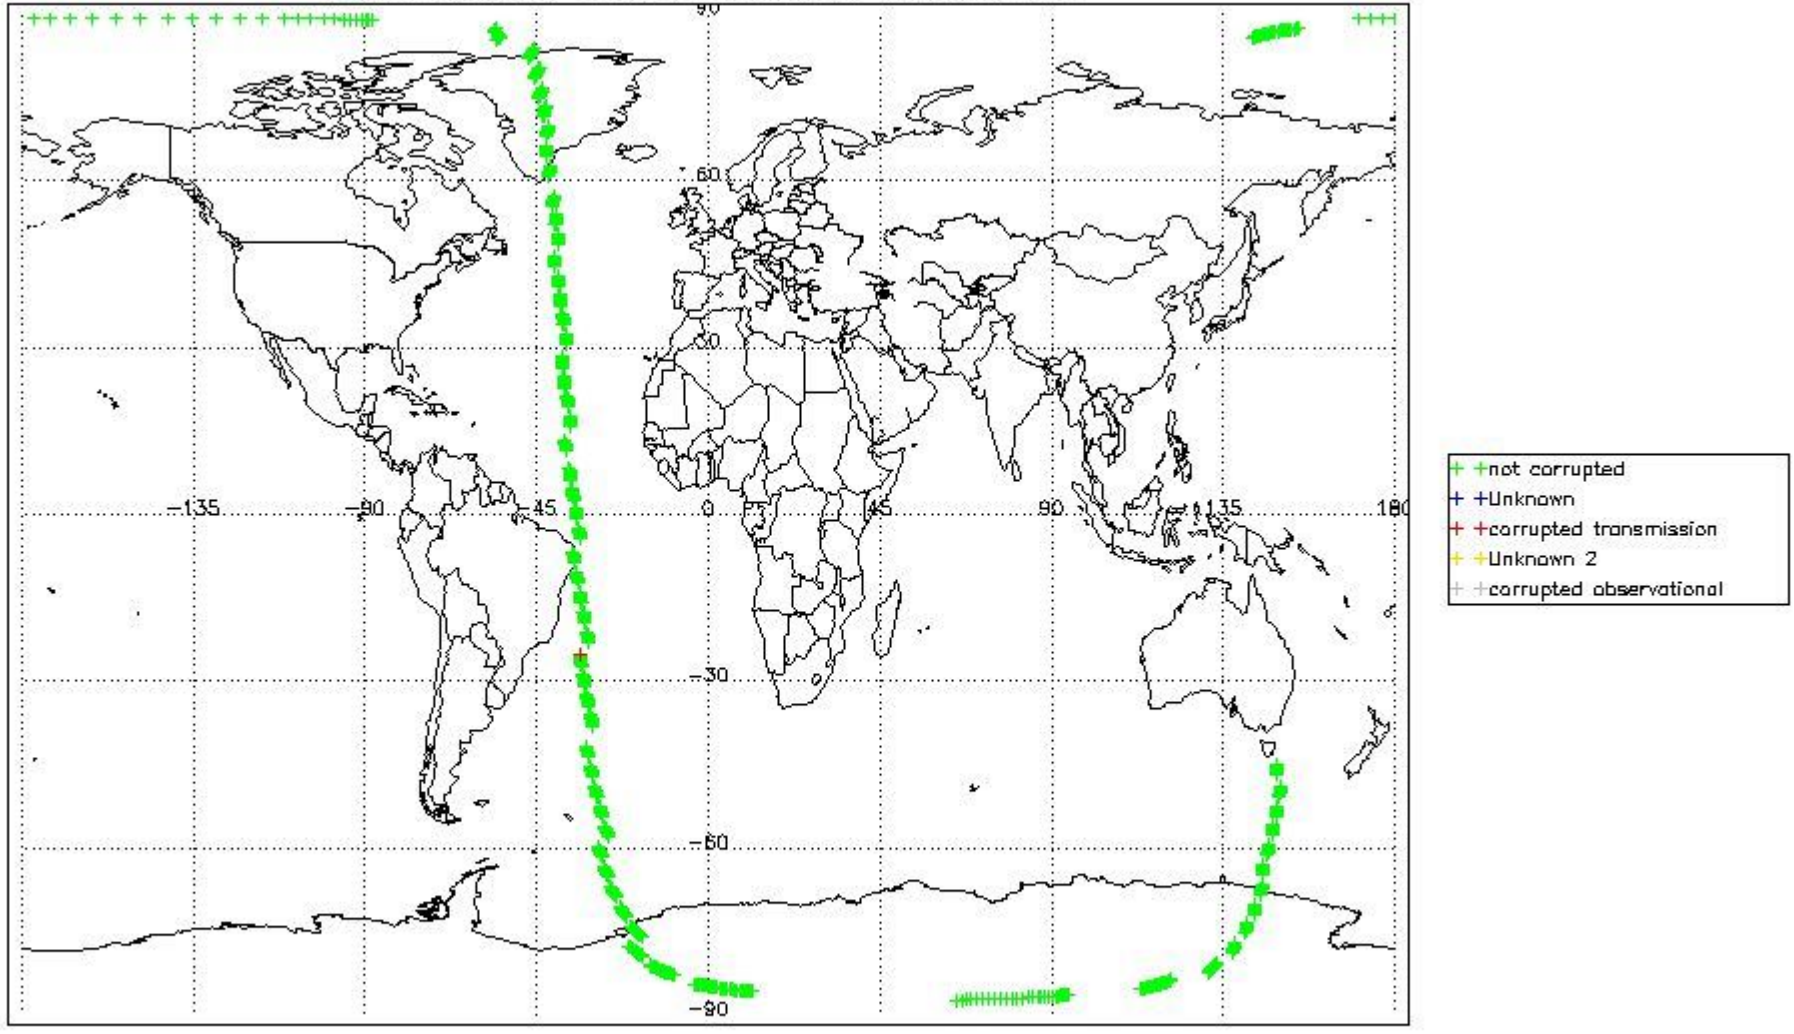 90
60
30
-135 -90 -45 0 45 90 135 180
-30
-60
-90
not corrupted
Unknown
corrupted transmission
Unknown 2
corrupted observational